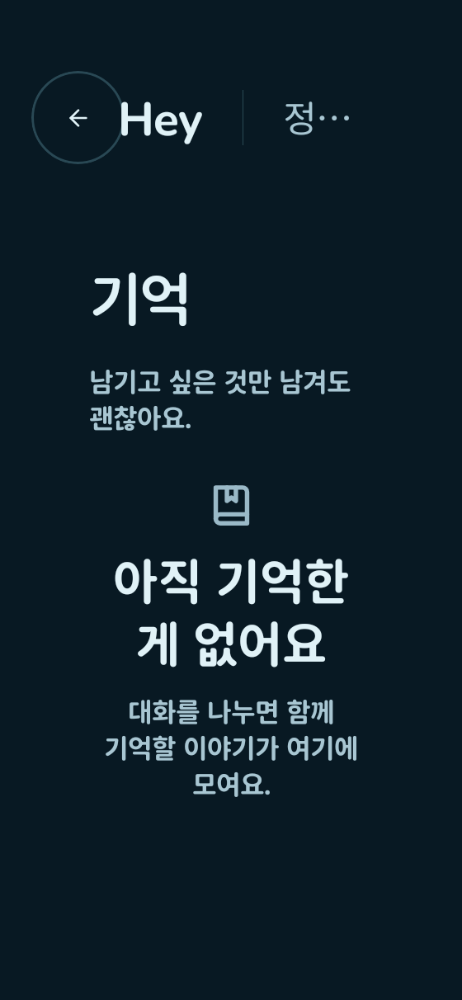 Hey
정…
기억
남기고 싶은 것만 남겨도
괜찮아요.
아직 기억한
게 없어요
대화를 나누면 함께
기억할 이야기가 여기에
모여요.